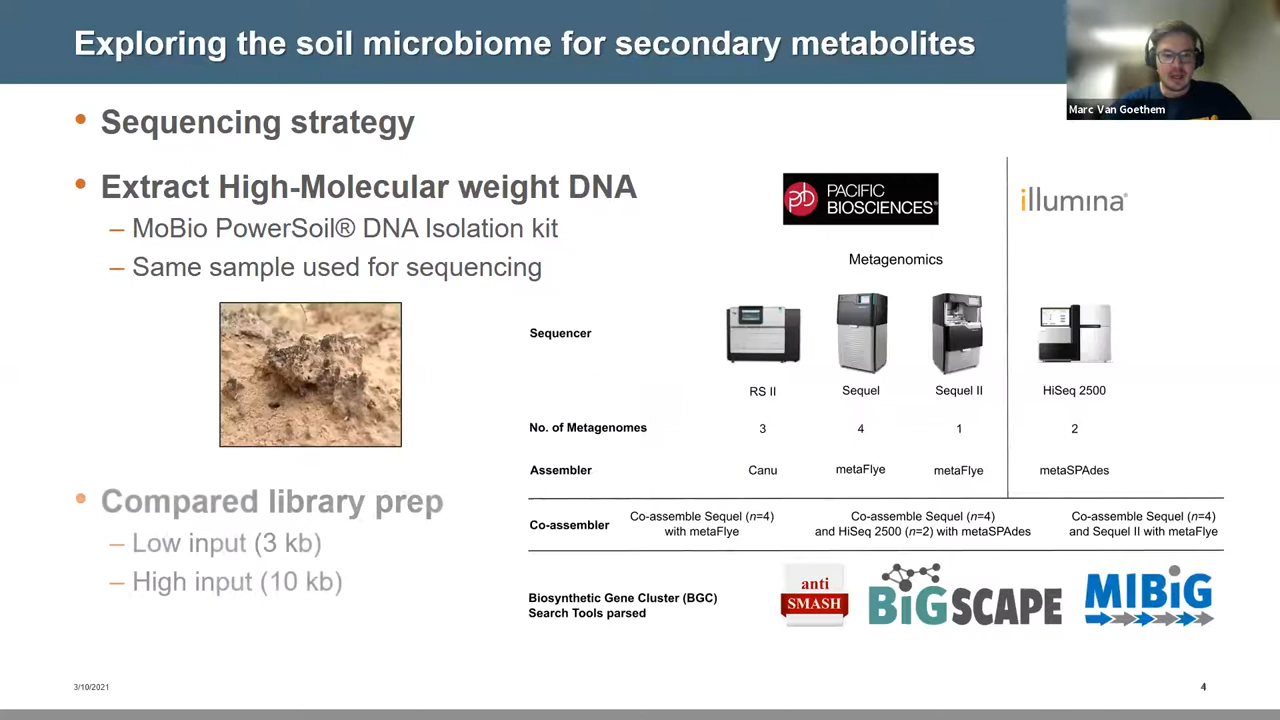 Exploring the soil microbiome for secondary metabolites
Marc Van Goethem
• Sequencing strategy
• Extract High-Molecular weight DNA
– MoBio PowerSoil® DNA Isolation kit
– Same sample used for sequencing
• Compared library prep
– Low input (3 kb)
– High input (10 kb)
PACIFIC
BIOSCIENCES®
illumina®
Metagenomics
Sequencer
RS II Sequel Sequel II HiSeq 2500
No. of Metagenomes 3 4 1 2
Assembler Canu metaFlye metaFlye metaSPAdes
Co-assembler
Co-assemble Sequel (n=4)
with metaFlye
Co-assemble Sequel (n=4)
and HiSeq 2500 (n=2) with metaSPAdes
Co-assemble Sequel (n=4)
and Sequel II with metaFlye
Biosynthetic Gene Cluster (BGC)
Search Tools parsed
anti
SMASH
BiGSCAPE
MIBiG
3/10/2021
4